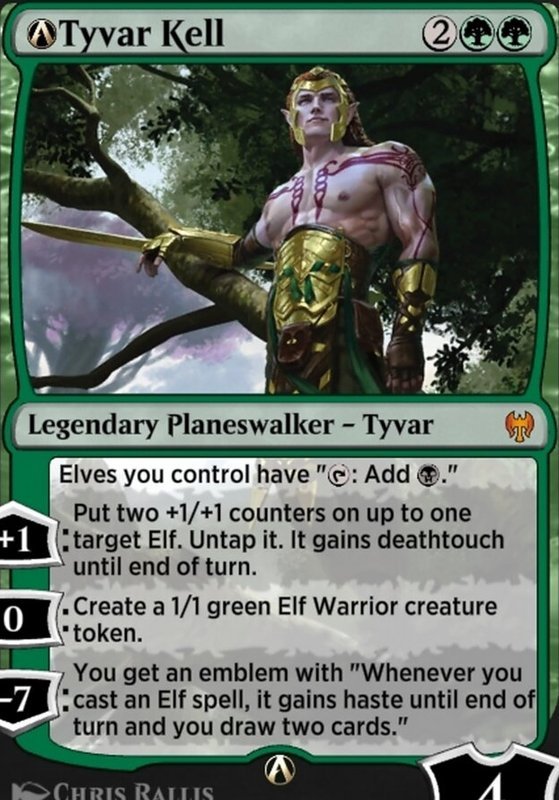 Tyvar Kell 2
Legendary Planeswalker – Tyvar
Elves you control have "T: Add ."
+1
Put two +1/+1 counters on up to one
target Elf. Untap it. It gains deathtouch
until end of turn.
0
Create a 1/1 green Elf Warrior creature
token.
-7
You get an emblem with "Whenever you
cast an Elf spell, it gains haste until end of
turn and you draw two cards."
Chris Rallis
4